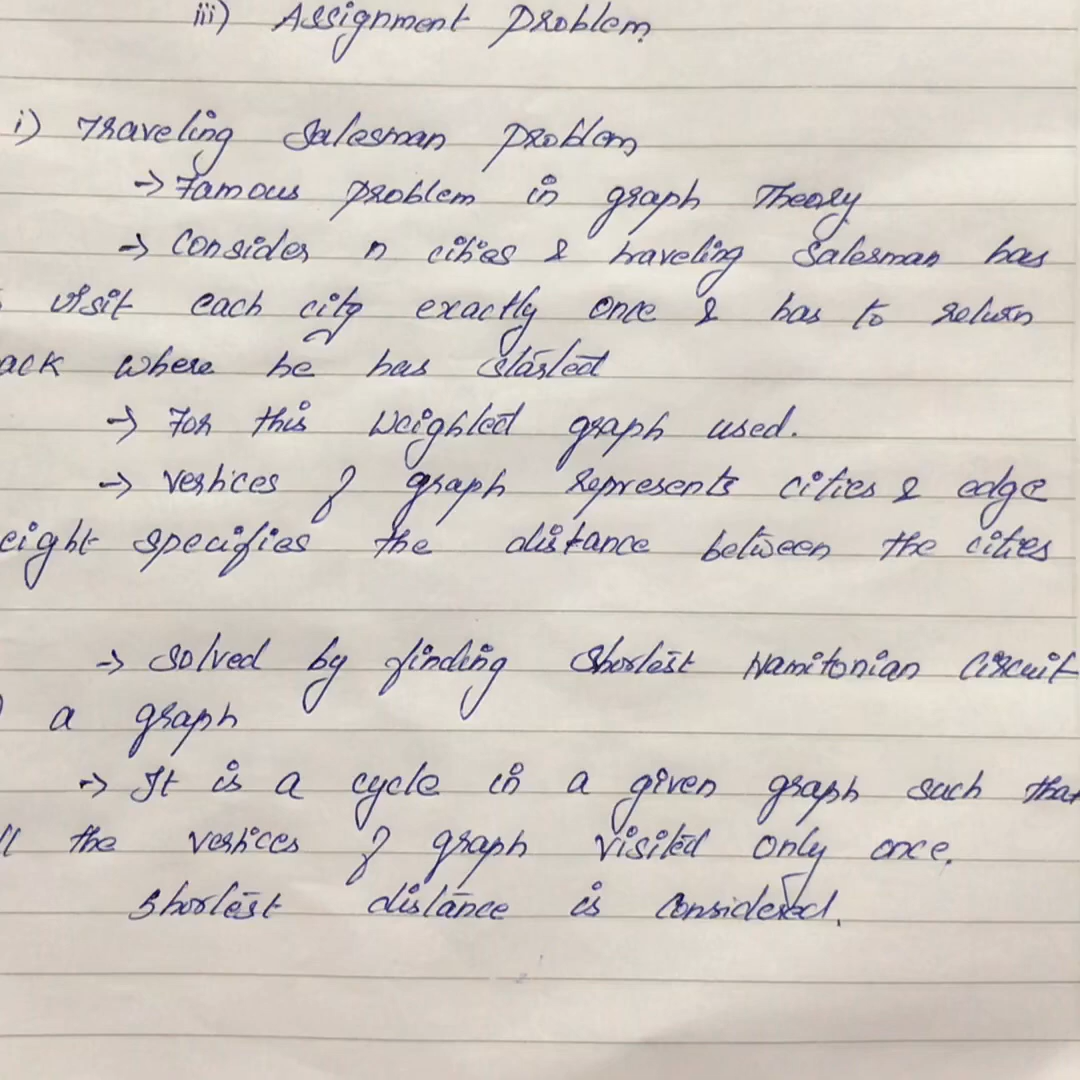 iii) Assignment problem
i) Traveling Salesman problem
→ Famous problem in graph Theory
→ Consider n cities & traveling Salesman has
visit each city exactly once & has to return
ack where he has started
→ For this Weighted graph used.
→ vertices of graph represents cities & edge
eight specifies the distance between the cities
→ Solved by finding Shortest Hamitonian Circuit
a graph
→ It is a cycle in a given graph such that
ll the vertices of graph visited only once.
Shortest distance is Considered.